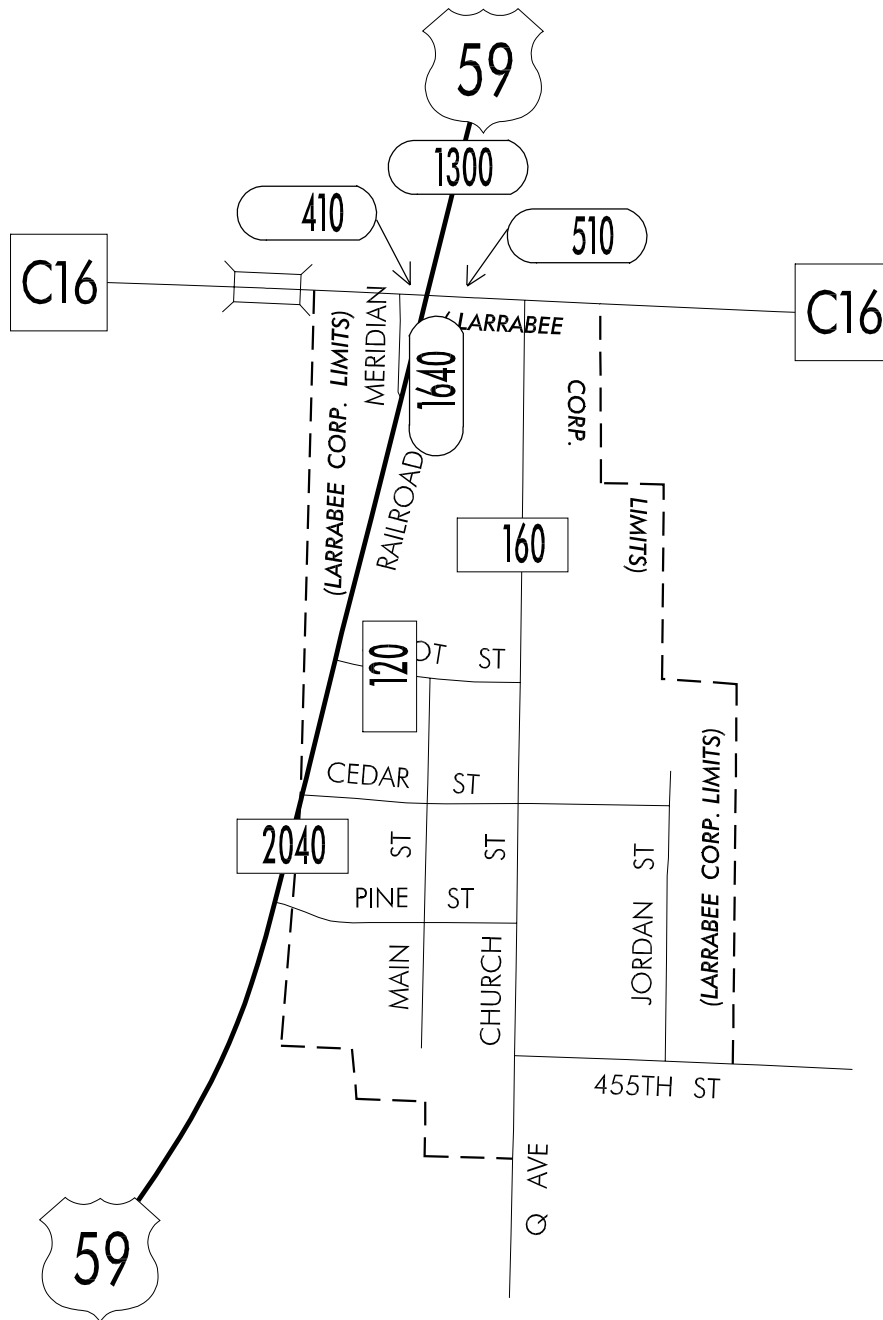 59
1300
410
510
C16
C16
MERIDIAN
(LARRABEE CORP. LIMITS)
LARRABEE
CORP.
LIMITS)
1640
RAILROAD
160
120
ST
CEDAR ST
2040
ST
ST
ST
PINE ST
MAIN
CHURCH
JORDAN
(LARRABEE CORP. LIMITS)
455TH ST
Q AVE
59